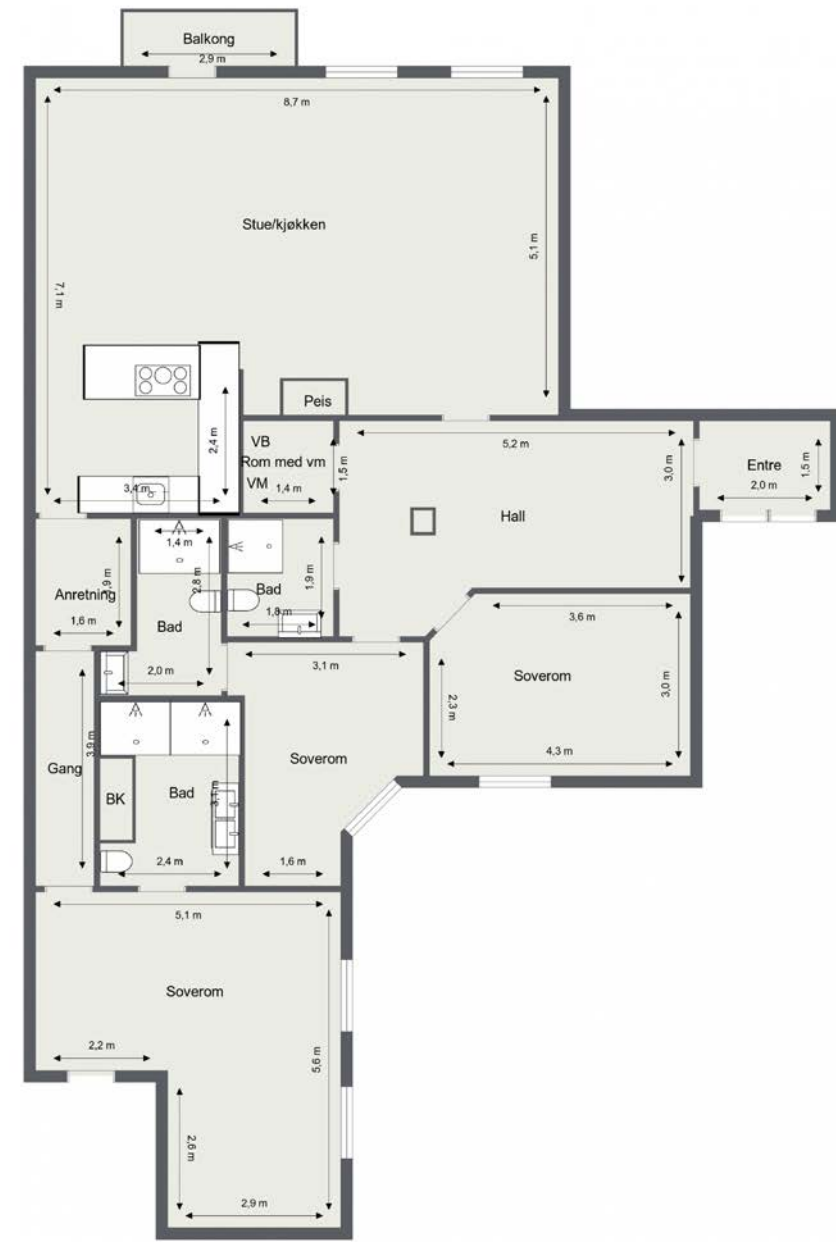 Balkong
2,9 m
8,7 m
Stue/kjøkken
7,1 m
5,1 m
Peis
2,4 m
3,4 m
VB
Rom med vm
VM
1,4 m
1,5 m
5,2 m
3,0 m
Hall
Entre
2,0 m
1,5 m
Anretning
1,6 m
1,4 m
2,8 m
Bad
2,0 m
Bad
1,9 m
1,8 m
3,6 m
Soverom
2,3 m
3,0 m
4,3 m
3,1 m
Soverom
1,6 m
Gang
3,9 m
BK
Bad
3,1 m
2,4 m
5,1 m
Soverom
2,2 m
5,6 m
2,6 m
2,9 m